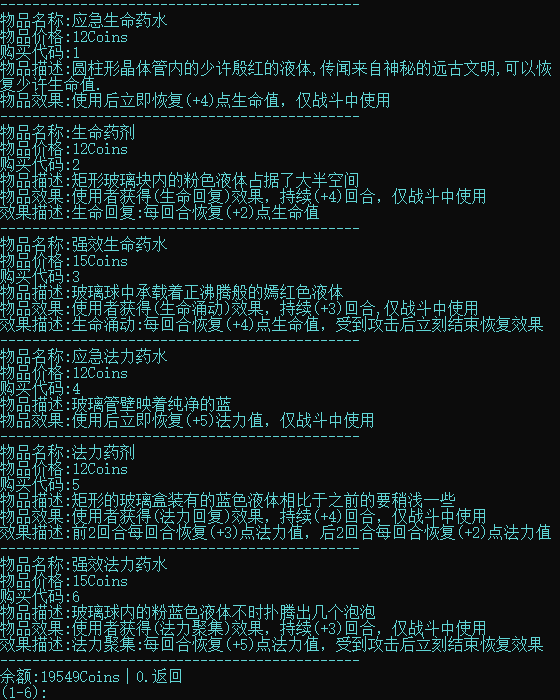 ------------------------------------------
物品名称:应急生命药水
物品价格:12Coins
购买代码:1
物品描述:圆柱形晶体管内的少许殷红的液体,传闻来自神秘的远古文明,可以恢
复少许生命值.
物品效果:使用后立即恢复(+4)点生命值，仅战斗中使用
------------------------------------------
物品名称:生命药剂
物品价格:12Coins
购买代码:2
物品描述:矩形玻璃块内的粉色液体占据了大半空间
物品效果:使用者获得(生命回复)效果，持续(+4)回合，仅战斗中使用
效果描述:生命回复:每回合恢复(+2)点生命值
------------------------------------------
物品名称:强效生命药水
物品价格:15Coins
购买代码:3
物品描述:玻璃球中承载着正沸腾般的嫣红色液体
物品效果:使用者获得(生命涌动)效果，持续(+3)回合,仅战斗中使用
效果描述:生命涌动:每回合恢复(+4)点生命值，受到攻击后立刻结束恢复效果
------------------------------------------
物品名称:应急法力药水
物品价格:12Coins
购买代码:4
物品描述:玻璃管壁映着纯净的蓝
物品效果:使用后立即恢复(+5)法力值，仅战斗中使用
------------------------------------------
物品名称:法力药剂
物品价格:12Coins
购买代码:5
物品描述:矩形的玻璃盒装有的蓝色液体相比于之前的要稍浅一些
物品效果:使用者获得(法力回复)效果，持续(+4)回合，仅战斗中使用
效果描述:前2回合每回合恢复(+3)点法力值，后2回合每回合恢复(+2)点法力值
------------------------------------------
物品名称:强效法力药水
物品价格:15Coins
购买代码:6
物品描述:玻璃球内的粉蓝色液体不时扑腾出几个泡泡
物品效果:使用者获得(法力聚集)效果，持续(+3)回合，仅战斗中使用
效果描述:法力聚集:每回合恢复(+5)点法力值，受到攻击后立刻结束恢复效果
------------------------------------------
余额:19549Coins｜0.返回
(1-6):